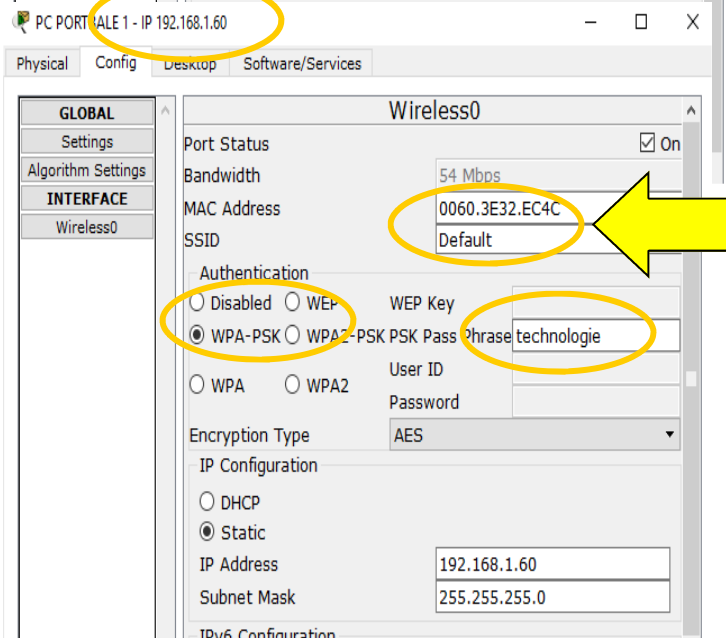 PC PORTBALE 1 - IP 192.168.1.60
Physical Config Desktop Software/Services
GLOBAL
Settings
Algorithm Settings
INTERFACE
Wireless0
Wireless0
Port Status On
Bandwidth 54 Mbps
MAC Address 0060.3E32.EC4C
SSID Default
Authentication
Disabled WEP WEP Key
WPA-PSK WPA2-PSK PSK Pass Phrase technologie
User ID
WPA WPA2
Password
Encryption Type AES
IP Configuration
DHCP
Static
IP Address 192.168.1.60
Subnet Mask 255.255.255.0
IPv6 Configuration